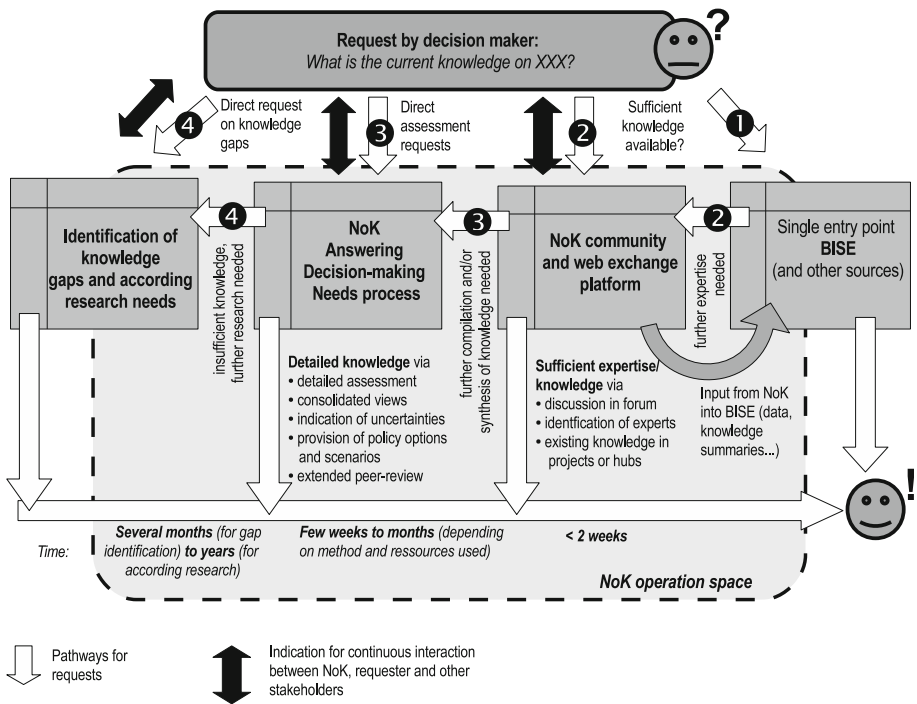 Request by decision maker:
What is the current knowledge on XXX?
?
4
Direct request
on knowledge
gaps
3
Direct
assessment
requests
2
Sufficient
knowledge
available?
1
Identification of
knowledge
gaps and according
research needs
4
insufficient knowledge,
further research needed
NoK
Answering
Decision-making
Needs process
3
further compilation and/or
synthesis of knowledge needed
NoK community
and web exchange
platform
2
further expertise
needed
Single entry point
BISE
(and other sources)
Detailed knowledge via
• detailed assessment
• consolidated views
• indication of uncertainties
• provision of policy options
and scenarios
• extended peer-review
Sufficient expertise/
knowledge via
• discussion in forum
• identfication of experts
• existing knowledge in
projects or hubs
Input from NoK
into BISE (data,
knowledge
summaries...)
!
Time:
Several months (for gap
identification) to years (for
according research)
Few weeks to months (depending
on method and ressources used)
< 2 weeks
NoK operation space
Pathways for
requests
Indication for continuous interaction
between NoK, requester and other
stakeholders